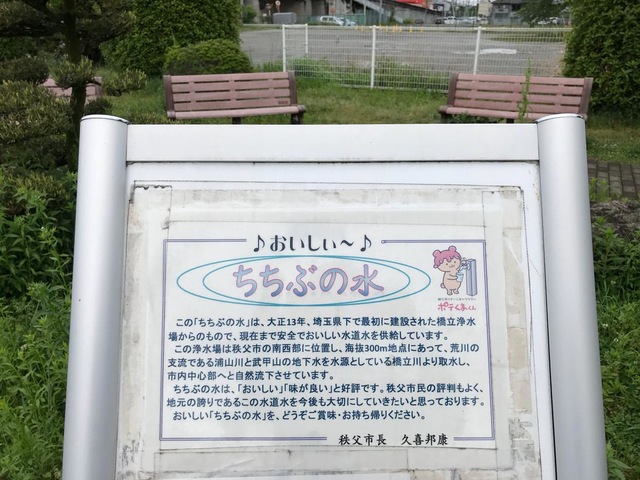 ♪おいしい～♪
ちちぶの水
ポテくまくん
この「ちちぶの水」は、大正13年、埼玉県下で最初に建設された橋立浄水
場からのもので、現在まで安全でおいしい水道水を供給しています。
この浄水場は秩父市の南西部に位置し、海抜300m地点にあって、荒川の
支流である浦山川と武甲山の地下水を水源としている橋立川より取水し、
市内中心部へと自然流下させています。
ちちぶの水は、「おいしい」「味が良い」と好評です。秩父市民の評判もよく、
地元の誇りであるこの水道水を今後も大切にしていきたいと思っております。
おいしい「ちちぶの水」を、どうぞご賞味・お持ち帰りください。
秩父市長　久喜邦康